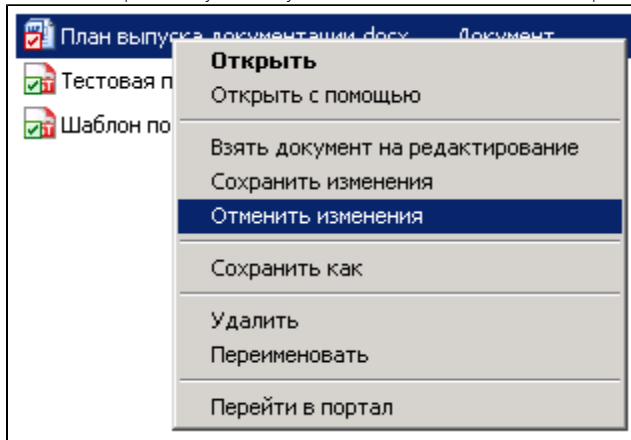 План выпуска документации.docx Документ
Тестовая п
Шаблон по
Открыть
Открыть с помощью
Взять документ на редактирование
Сохранить изменения
Отменить изменения
Сохранить как
Удалить
Переименовать
Перейти в портал